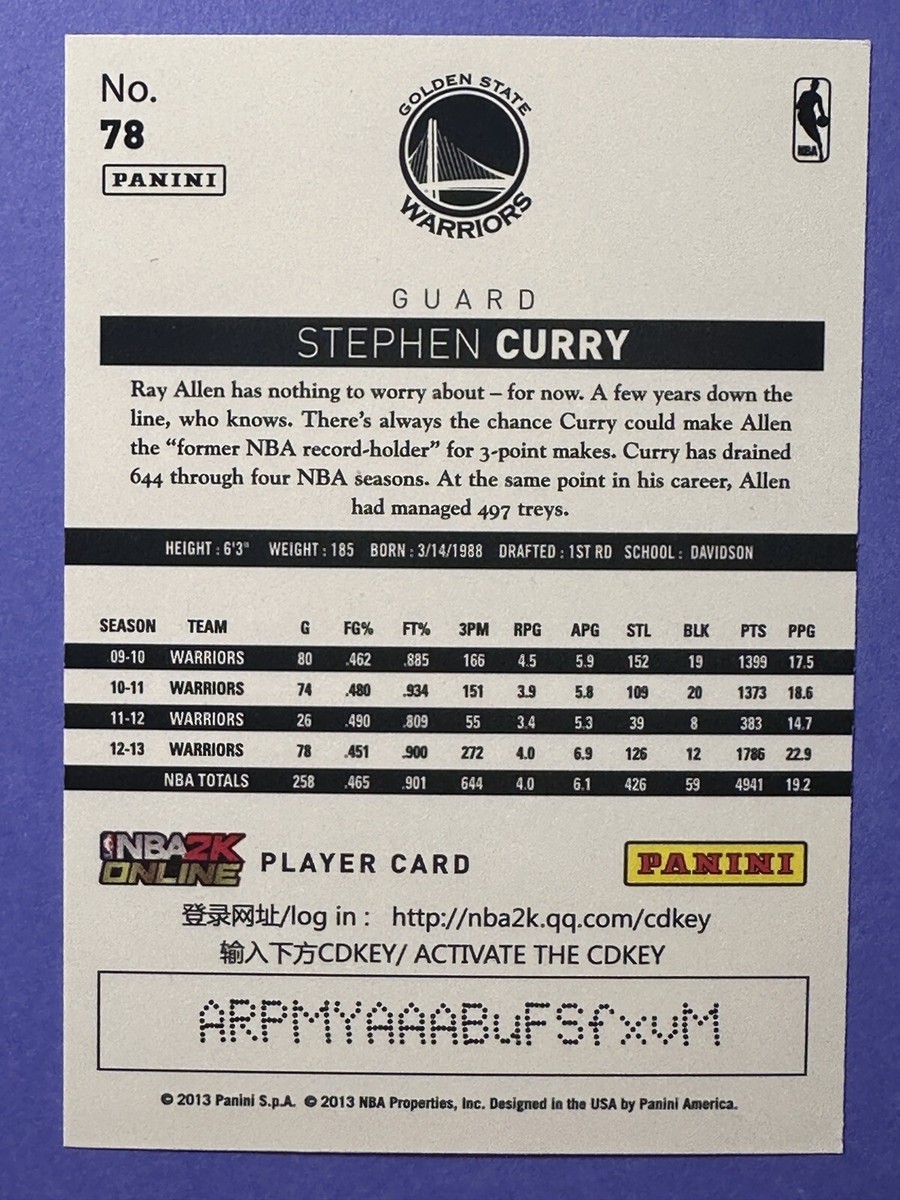 No.
78
PANINI
GOLDEN STATE
WARRIORS
NBA
GUARD
STEPHEN CURRY
Ray Allen has nothing to worry about – for now. A few years down the
line, who knows. There's always the chance Curry could make Allen
the “former NBA record-holder” for 3-point makes. Curry has drained
644 through four NBA seasons. At the same point in his career, Allen
had managed 497 treys.
HEIGHT : 6'3" WEIGHT : 185 BORN : 3/14/1988 DRAFTED : 1ST RD SCHOOL : DAVIDSON
SEASON TEAM G FG% FT% 3PM RPG APG STL BLK PTS PPG
09-10 WARRIORS 80 .462 .885 166 4.5 5.9 152 19 1399 17.5
10-11 WARRIORS 74 .480 .934 151 3.9 5.8 109 20 1373 18.6
11-12 WARRIORS 26 .490 .809 55 3.4 5.3 39 8 383 14.7
12-13 WARRIORS 78 .451 .900 272 4.0 6.9 126 12 1786 22.9
NBA TOTALS 258 .465 .901 644 4.0 6.1 426 59 4941 19.2
NBA2K
ONLINE
PLAYER CARD
PANINI
登录网址/log in : http://nba2k.qq.com/cdkey
输入下方CDKEY/ ACTIVATE THE CDKEY
ARPMYAAABuFSfxvM
© 2013 Panini S.p.A. © 2013 NBA Properties, Inc. Designed in the USA by Panini America.